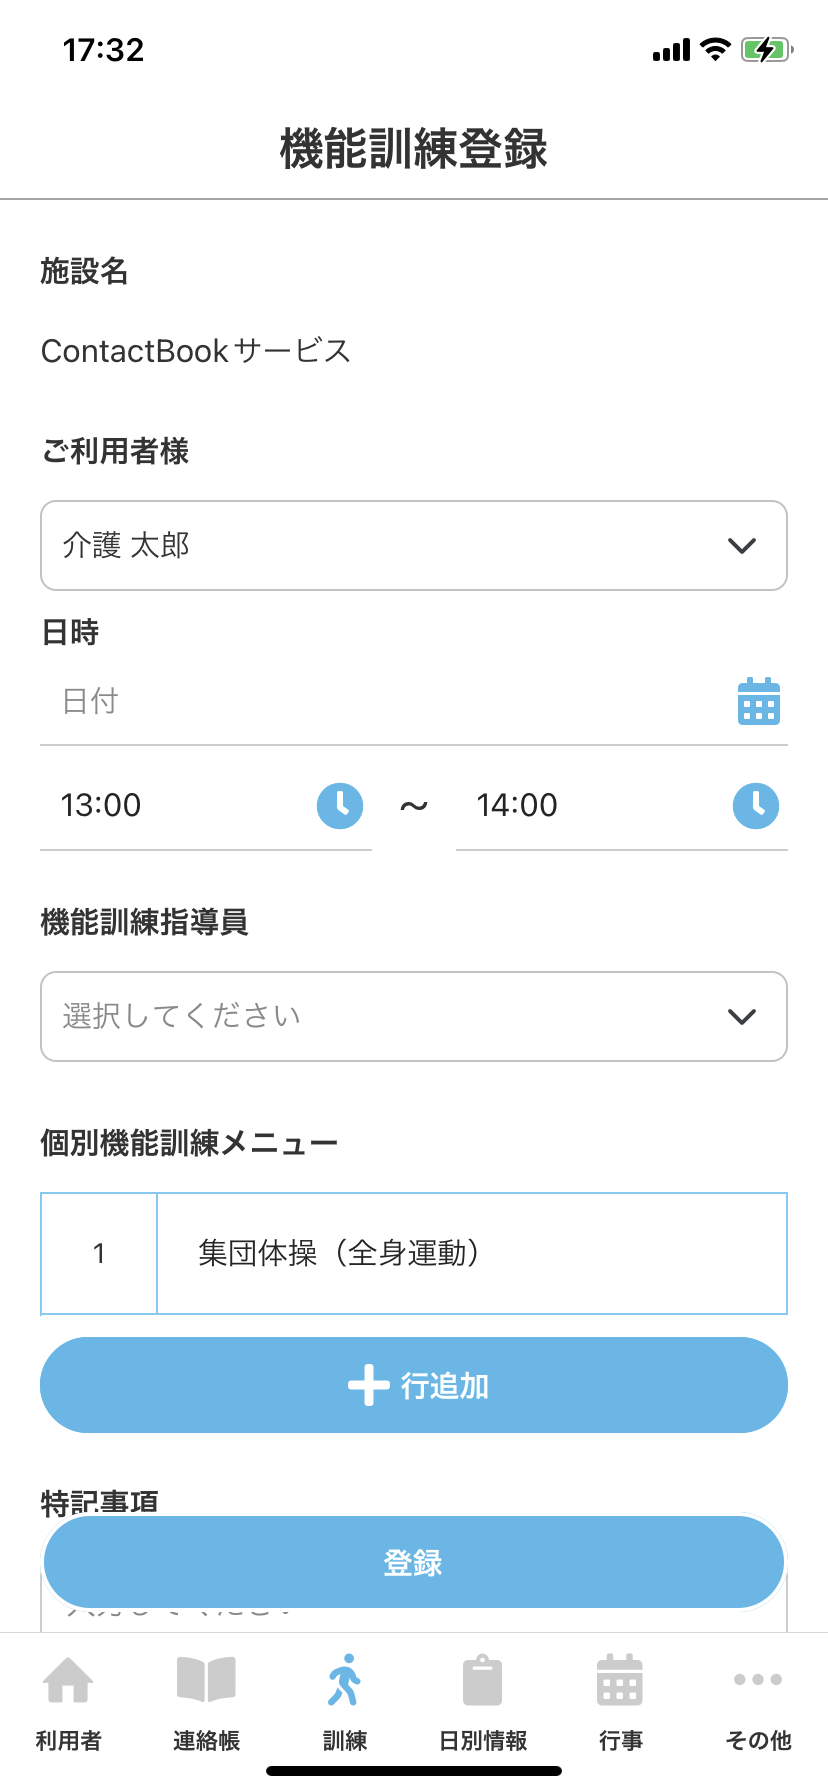 17:32
機能訓練登録
施設名
ContactBookサービス
ご利用者様
介護 太郎
日時
日付
13:00 ～ 14:00
機能訓練指導員
選択してください
個別機能訓練メニュー
1 集団体操（全身運動）
行追加
特記事項
登録
利用者 連絡帳 訓練 日別情報 行事 その他